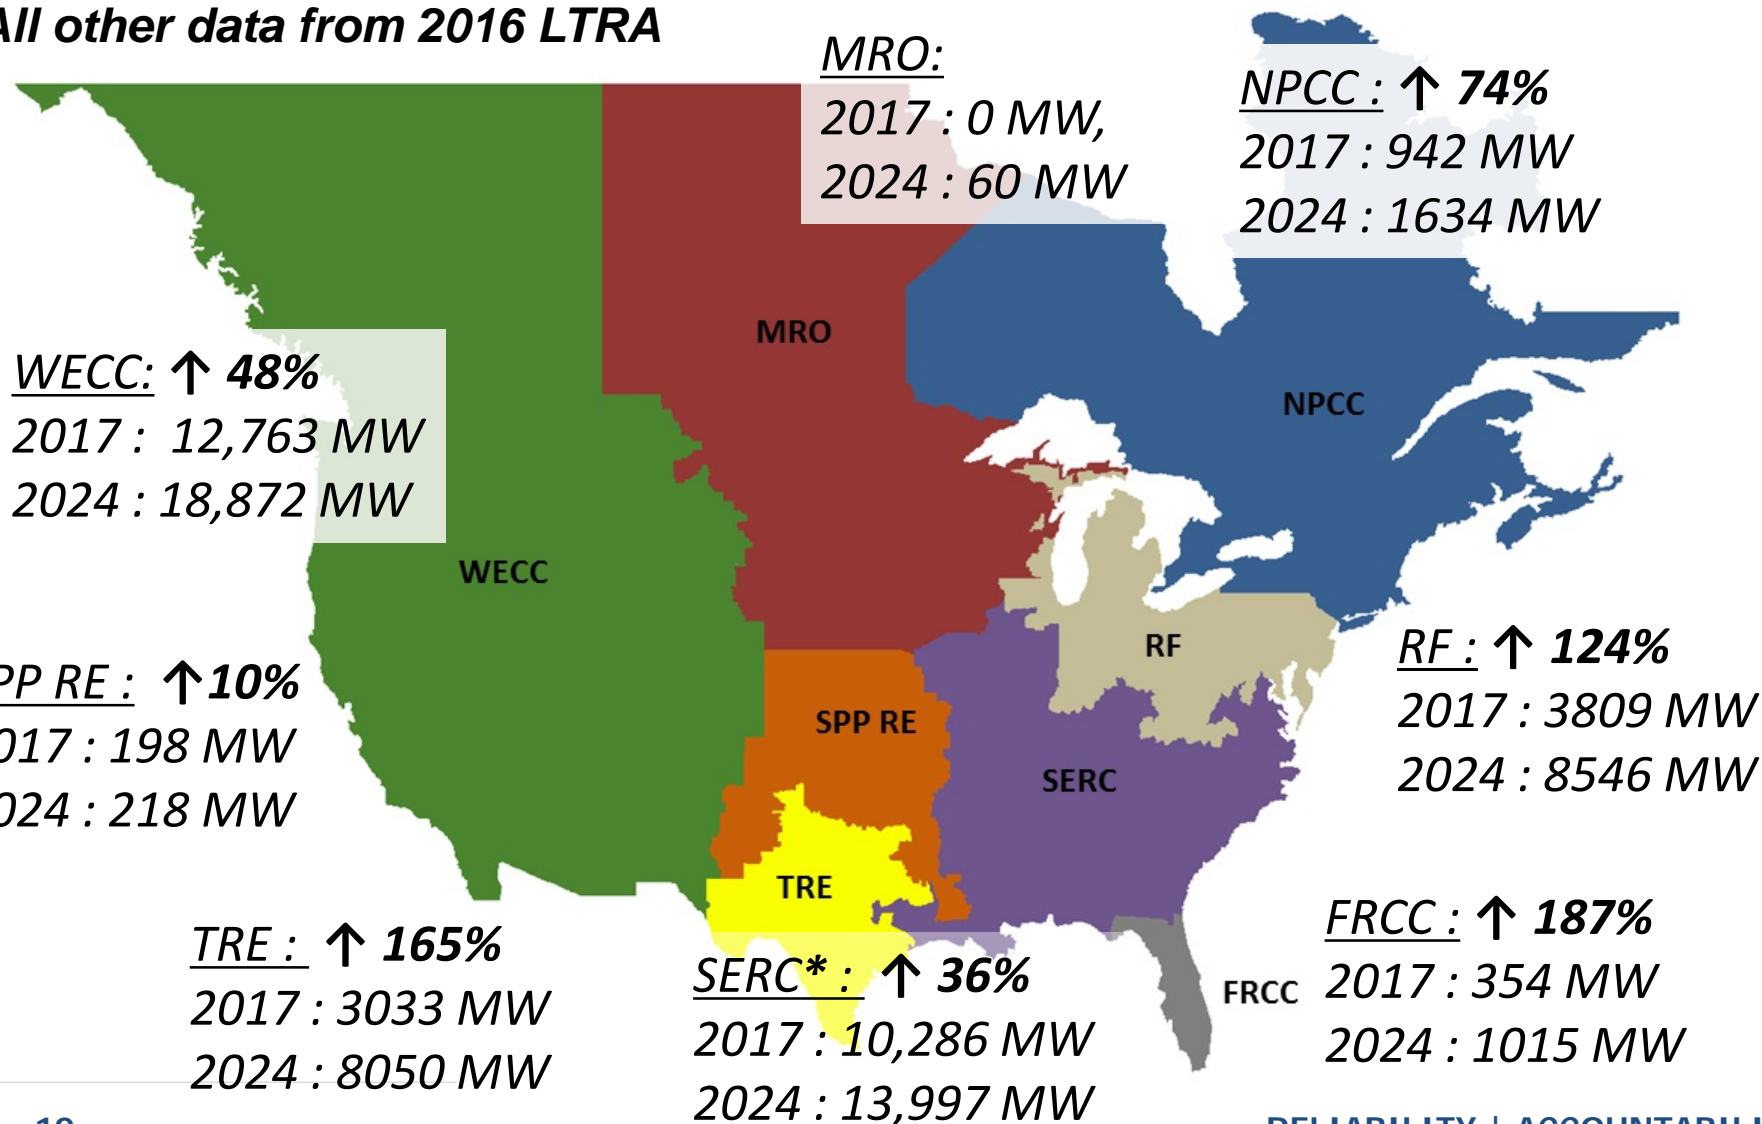 All other data from 2016 LTRA
MRO:
2017 : 0 MW,
2024 : 60 MW
NPCC : ↑ 74%
2017 : 942 MW
2024 : 1634 MW
MRO
NPCC
WECC: ↑ 48%
2017 : 12,763 MW
2024 : 18,872 MW
WECC
RF
RF : ↑ 124%
2017 : 3809 MW
2024 : 8546 MW
PP RE : ↑10%
017 : 198 MW
024 : 218 MW
SPP RE
SERC
TRE
TRE : ↑ 165%
2017 : 3033 MW
2024 : 8050 MW
SERC* : ↑ 36%
2017 : 10,286 MW
2024 : 13,997 MW
FRCC
FRCC : ↑ 187%
2017 : 354 MW
2024 : 1015 MW